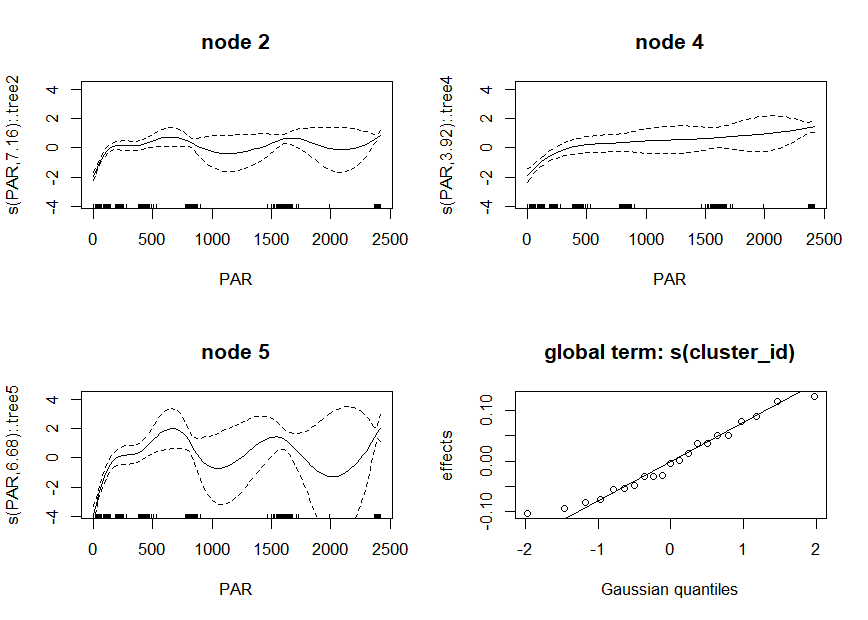 node 2
s(PAR,7.16)::.tree2
4
2
0
-2
-4
0 500 1000 1500 2000 2500
PAR
node 4
s(PAR,3.92)::.tree4
4
2
0
-2
-4
0 500 1000 1500 2000 2500
PAR
node 5
s(PAR,6.68)::.tree5
4
2
0
-2
-4
0 500 1000 1500 2000 2500
PAR
global term: s(cluster_id)
effects
0.10
0.00
-0.10
-2 -1 0 1 2
Gaussian quantiles